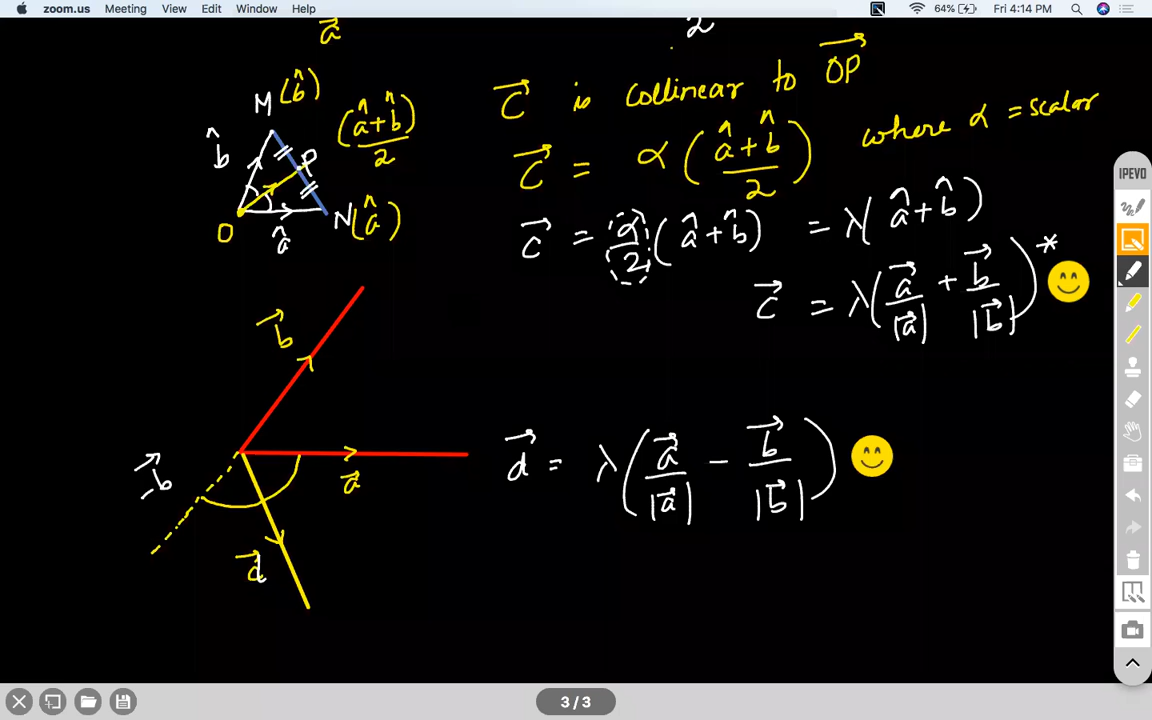 zoom.us Meeting View Edit Window Help 64% Fri 4:14 PM
→a
2
M(b̂)
b̂
(â+b̂)/2
P
O
â
N(â)
→c is collinear to →OP
→c = α(â+b̂)/2 where α = scalar
→c = α/2 (â+b̂) = λ(â+b̂)
→c = λ(→a/|→a| + →b/|→b|)*
IPEVO
→b
→a
-→b
→d
→d = λ(→a/|→a| − →b/|→b|)
3/3